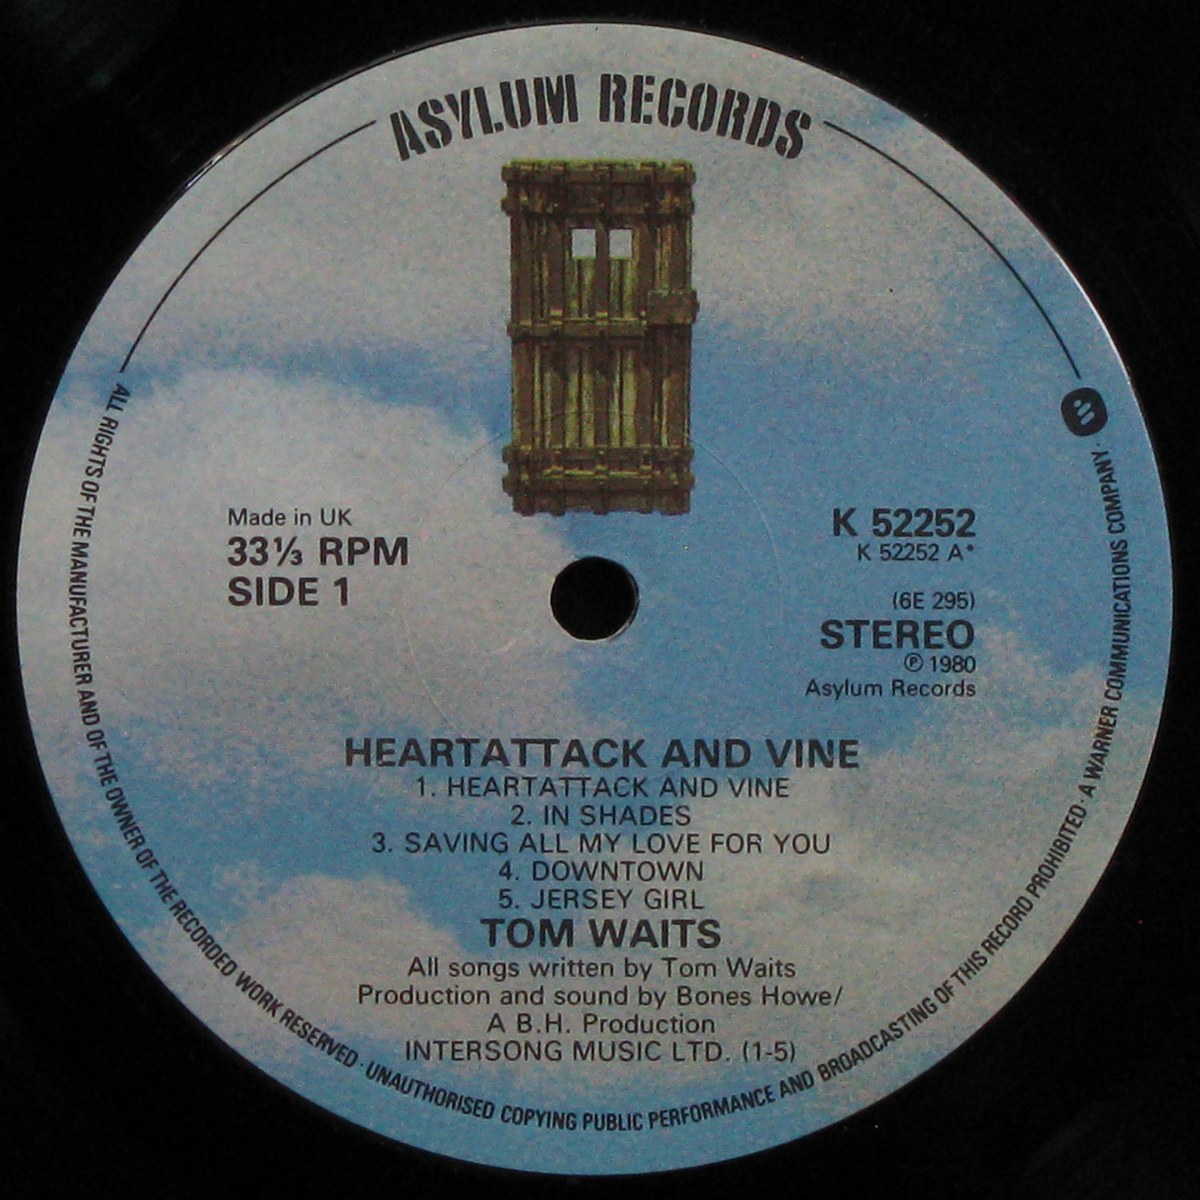 ASYLUM RECORDS
Made in UK
33⅓ RPM
SIDE 1
K 52252
K 52252 A*
(6E 295)
STEREO
℗ 1980
Asylum Records
HEARTATTACK AND VINE
1. HEARTATTACK AND VINE
2. IN SHADES
3. SAVING ALL MY LOVE FOR YOU
4. DOWNTOWN
5. JERSEY GIRL
TOM WAITS
All songs written by Tom Waits
Production and sound by Bones Howe/
A B.H. Production
INTERSONG MUSIC LTD. (1-5)
ALL RIGHTS OF THE MANUFACTURER AND OF THE OWNER OF THE RECORDED WORK RESERVED · UNAUTHORISED COPYING PUBLIC PERFORMANCE AND BROADCASTING OF THIS RECORD PROHIBITED · A WARNER COMMUNICATIONS COMPANY ·